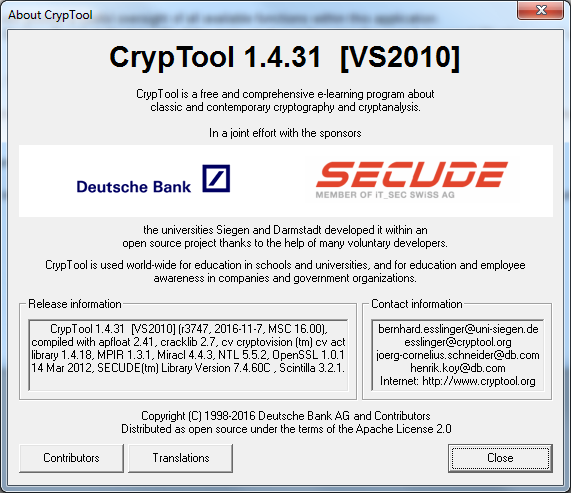 oversight of all available functions within this application.
About CrypTool
CrypTool 1.4.31 [VS2010]
CrypTool is a free and comprehensive e-learning program about
classic and contemporary cryptography and cryptanalysis.
In a joint effort with the sponsors
Deutsche Bank
SECUDE
MEMBER OF iT_SEC SWiSS AG
the universities Siegen and Darmstadt developed it within an
open source project thanks to the help of many voluntary developers.
CrypTool is used world-wide for education in schools and universities, and for education and employee
awareness in companies and government organizations.
Release information
CrypTool 1.4.31 [VS2010] (r3747, 2016-11-7, MSC 16.00),
compiled with apfloat 2.41, cracklib 2.7, cv cryptovision (tm) cv act
library 1.4.18, MPIR 1.3.1, Miracl 4.4.3, NTL 5.5.2, OpenSSL 1.0.1
14 Mar 2012, SECUDE(tm) Library Version 7.4.60C , Scintilla 3.2.1.
Contact information
bernhard.esslinger@uni-siegen.de
esslinger@cryptool.org
joerg-cornelius.schneider@db.com
henrik.koy@db.com
Internet: http://www.cryptool.org
Copyright (C) 1998-2016 Deutsche Bank AG and Contributors
Distributed as open source under the terms of the Apache License 2.0
Contributors
Translations
Close